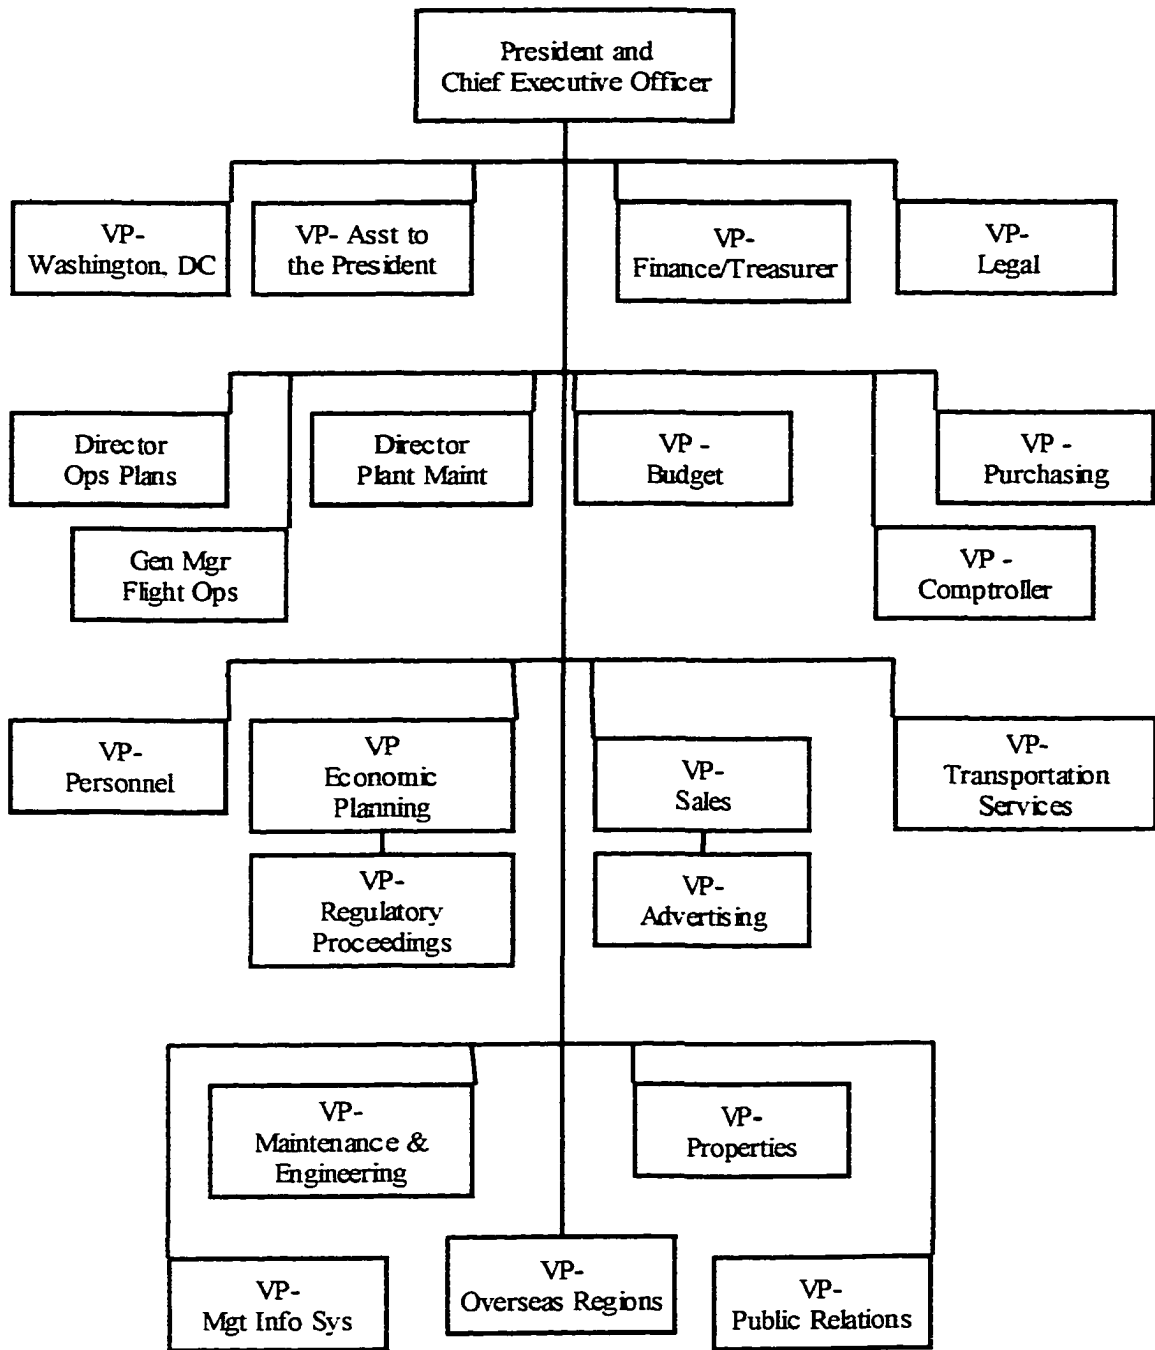 President and
Chief Executive Officer
VP-
Washington, DC
VP- Asst to
the President
VP-
Finance/Treasurer
VP-
Legal
Director
Ops Plans
Director
Plant Maint
VP -
Budget
VP -
Purchasing
Gen Mgr
Flight Ops
VP -
Comptroller
VP-
Personnel
VP
Economic
Planning
VP-
Sales
VP-
Transportation
Services
VP-
Regulatory
Proceedings
VP-
Advertising
VP-
Maintenance &
Engineering
VP-
Properties
VP-
Mgt Info Sys
VP-
Overseas Regions
VP-
Public Relations